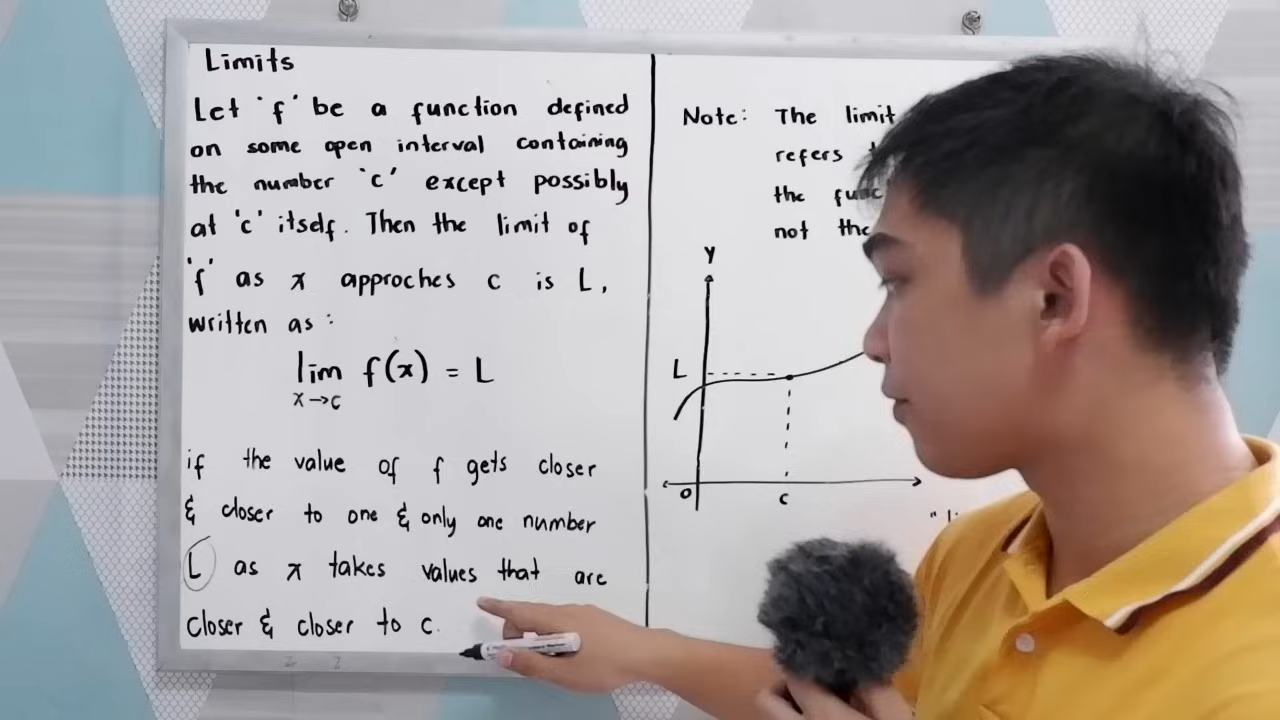 Limits
Let 'f' be a function defined
on some open interval containing
the number 'c' except possibly
at 'c' itself. Then the limit of
'f' as x approches c is L,
written as:
lim f(x) = L
x→c
if the value of f gets closer
& closer to one & only one number
L as x takes values that are
closer & closer to c.
Note: The limit
refers
the func
not the
Y
L
0
c